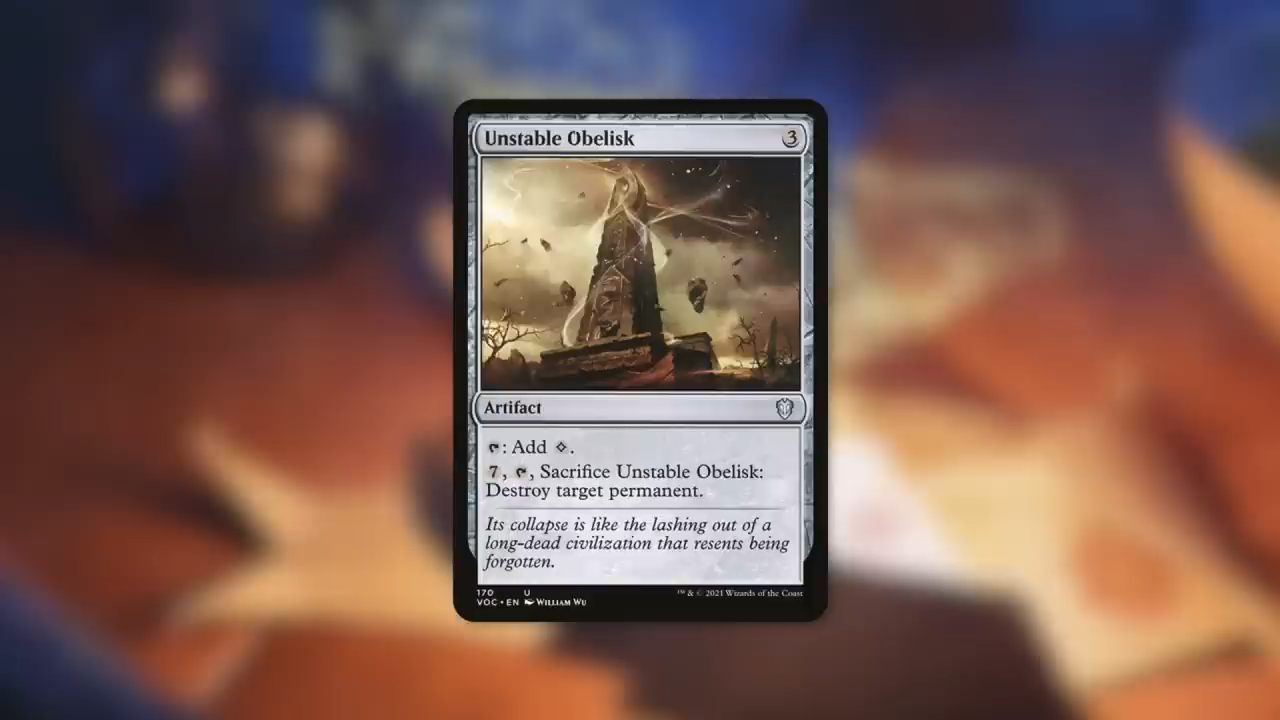 Unstable Obelisk 3
Artifact
: Add .
7, , Sacrifice Unstable Obelisk:
Destroy target permanent.
Its collapse is like the lashing out of a
long-dead civilization that resents being
forgotten.
170 U
VOC • EN William Wu
™ & © 2021 Wizards of the Coast